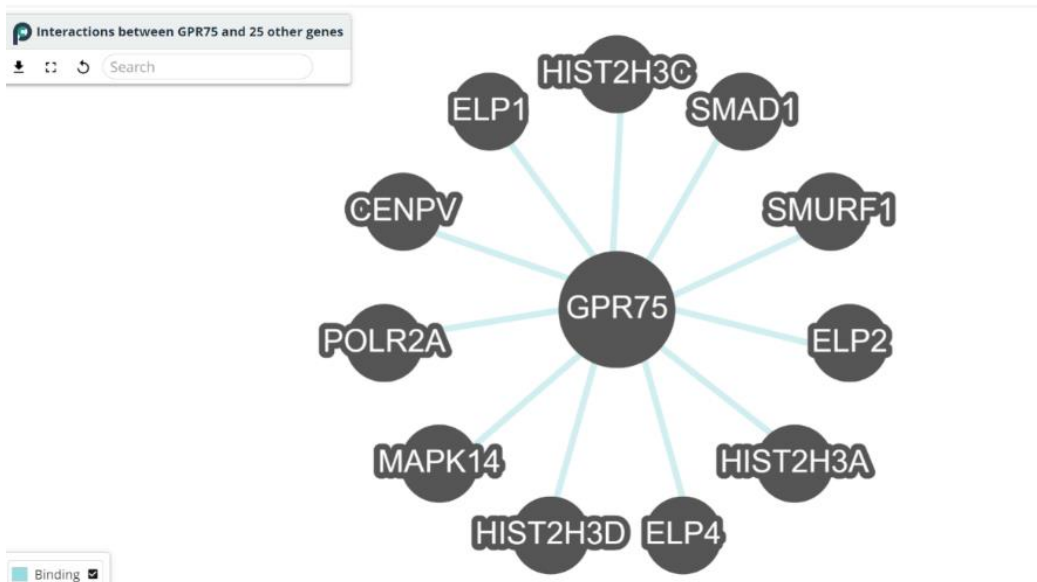 Interactions between GPR75 and 25 other genes
Search
HIST2H3C
ELP1
SMAD1
CENPV
SMURF1
GPR75
POLR2A
ELP2
MAPK14
HIST2H3A
HIST2H3D
ELP4
Binding